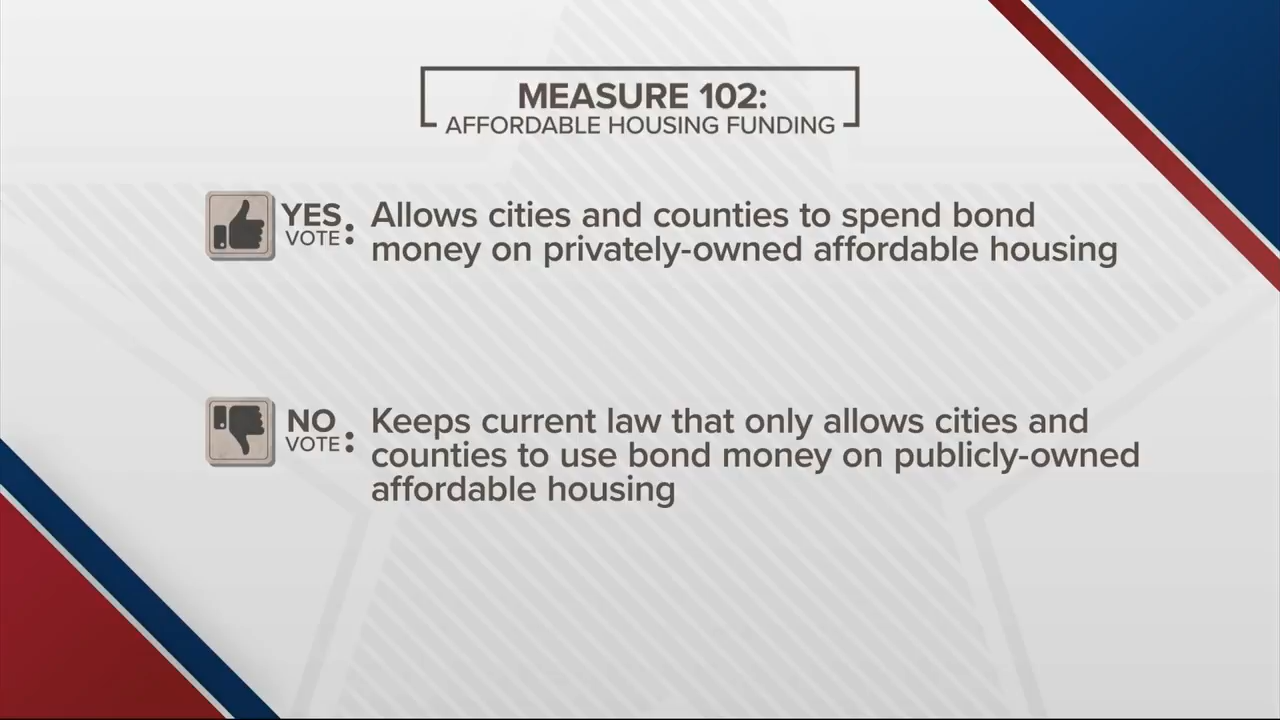 MEASURE 102:
AFFORDABLE HOUSING FUNDING
YES VOTE: Allows cities and counties to spend bond
money on privately-owned affordable housing
NO VOTE: Keeps current law that only allows cities and
counties to use bond money on publicly-owned
affordable housing